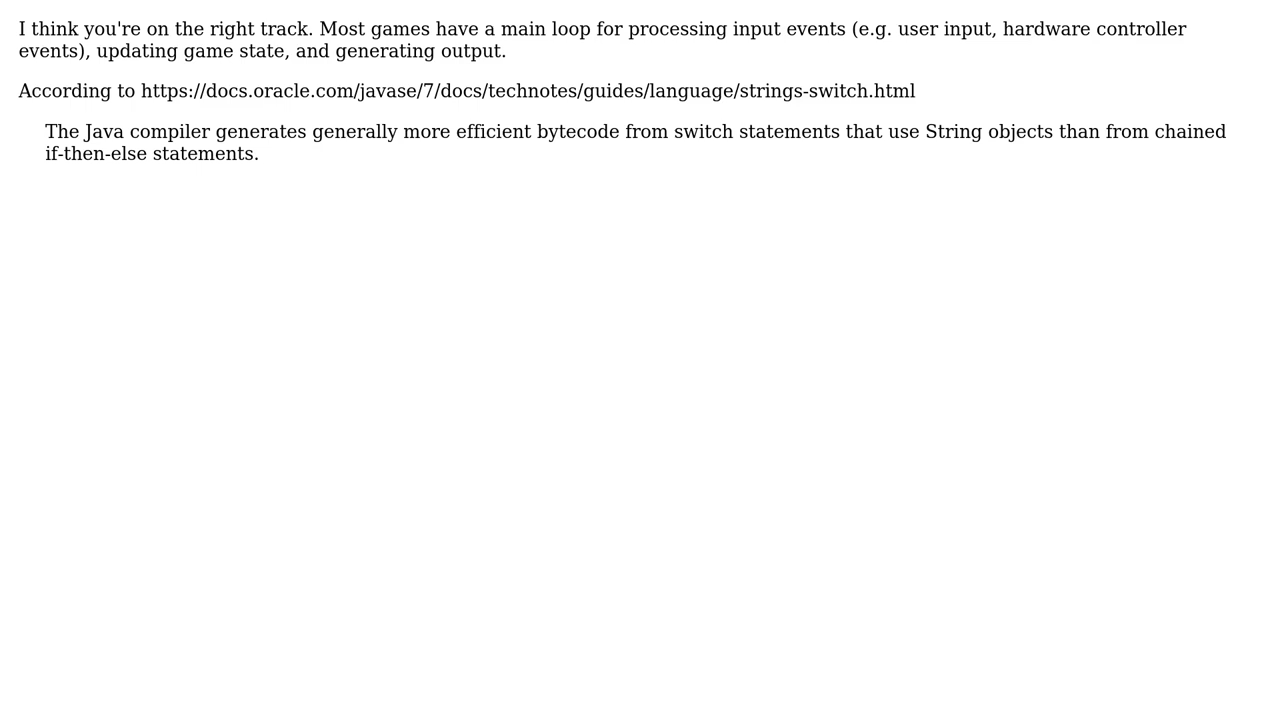 I think you're on the right track. Most games have a main loop for processing input events (e.g. user input, hardware controller
events), updating game state, and generating output.
According to https://docs.oracle.com/javase/7/docs/technotes/guides/language/strings-switch.html
The Java compiler generates generally more efficient bytecode from switch statements that use String objects than from chained
if-then-else statements.